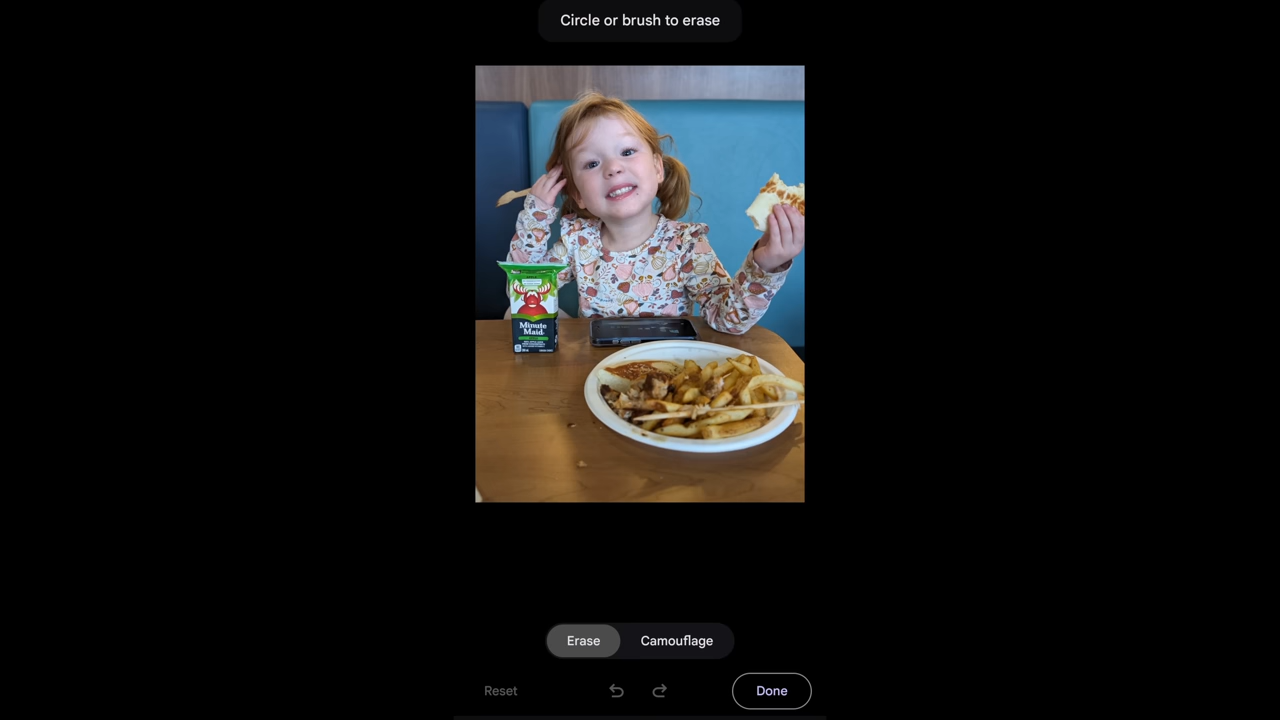 Circle or brush to erase
Minute
Maid
Erase
Camouflage
Reset
Done